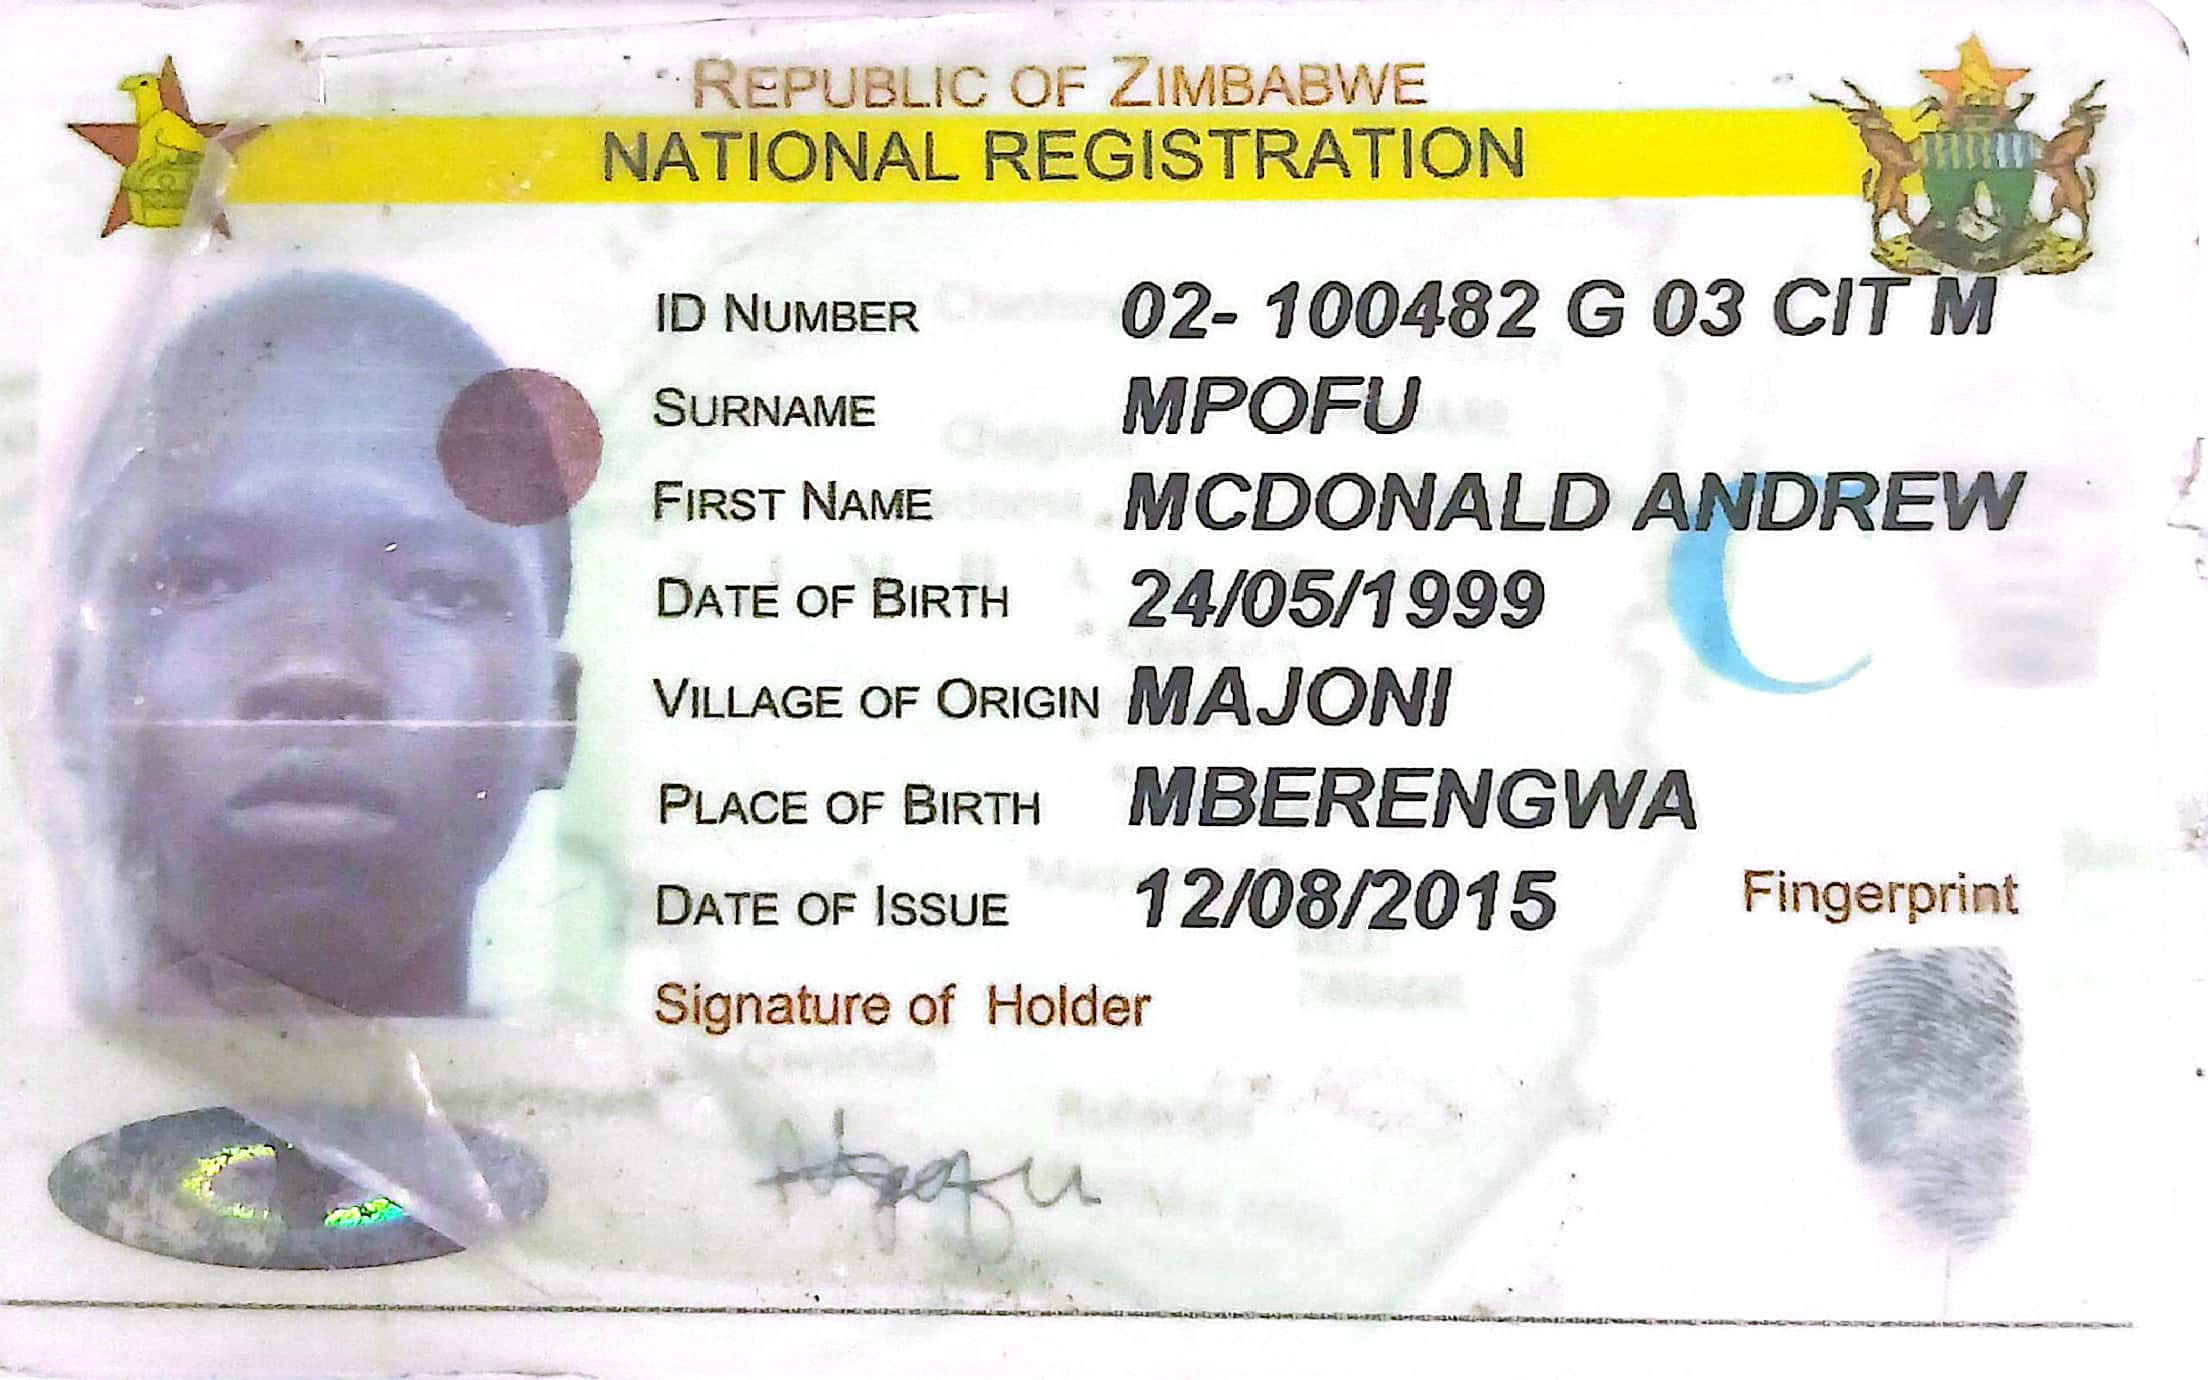 REPUBLIC OF ZIMBABWE
NATIONAL REGISTRATION
ID NUMBER 02- 100482 G 03 CIT M
SURNAME MPOFU
FIRST NAME MCDONALD ANDREW
DATE OF BIRTH 24/05/1999
VILLAGE OF ORIGIN MAJONI
PLACE OF BIRTH MBERENGWA
DATE OF ISSUE 12/08/2015
Fingerprint
Signature of Holder